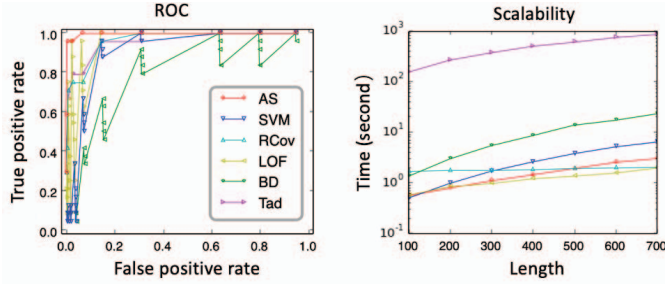 ROC
True positive rate
1.0
0.8
0.6
0.4
0.2
0.0
AS
SVM
RCov
LOF
BD
Tad
0.0 0.2 0.4 0.6 0.8 1.0
False positive rate
Scalability
Time (second)
10³
10²
10¹
10⁰
10⁻¹
100 200 300 400 500 600 700
Length